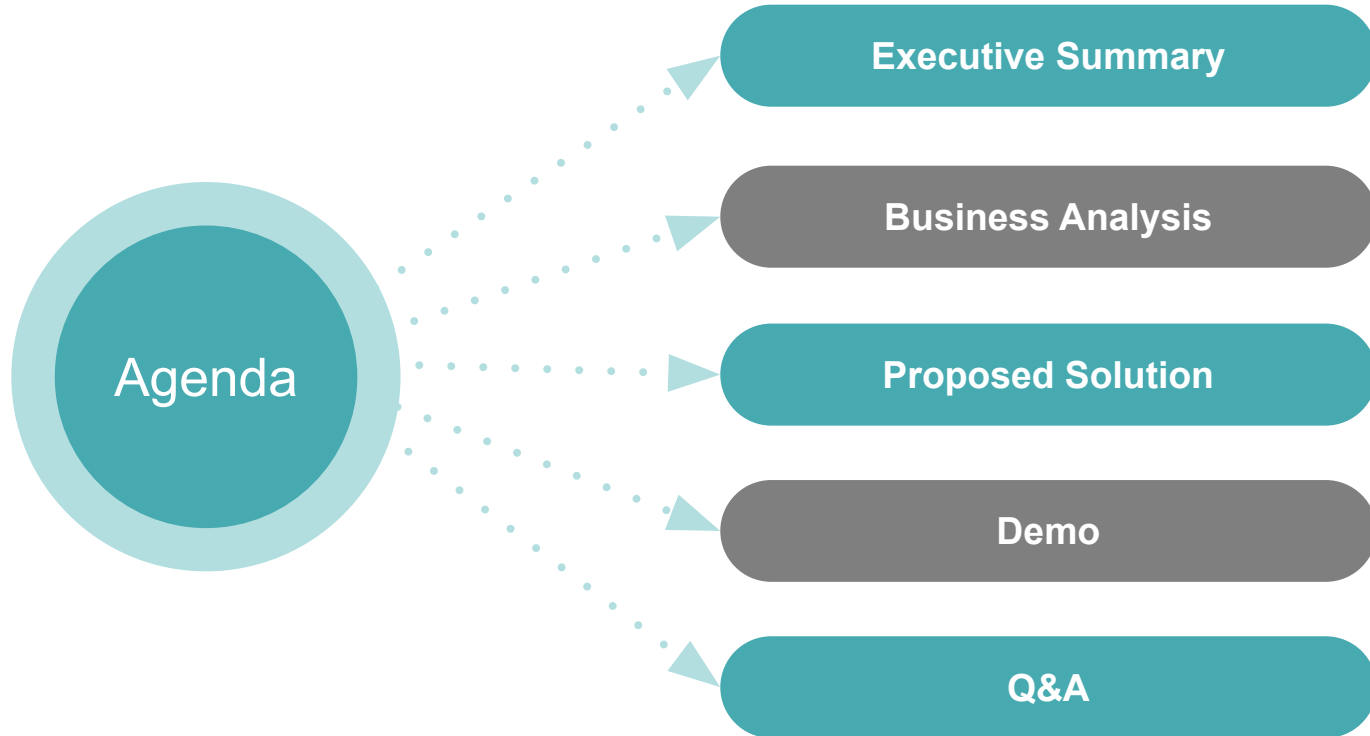 Agenda
Executive Summary
Business Analysis
Proposed Solution
Demo
Q&A